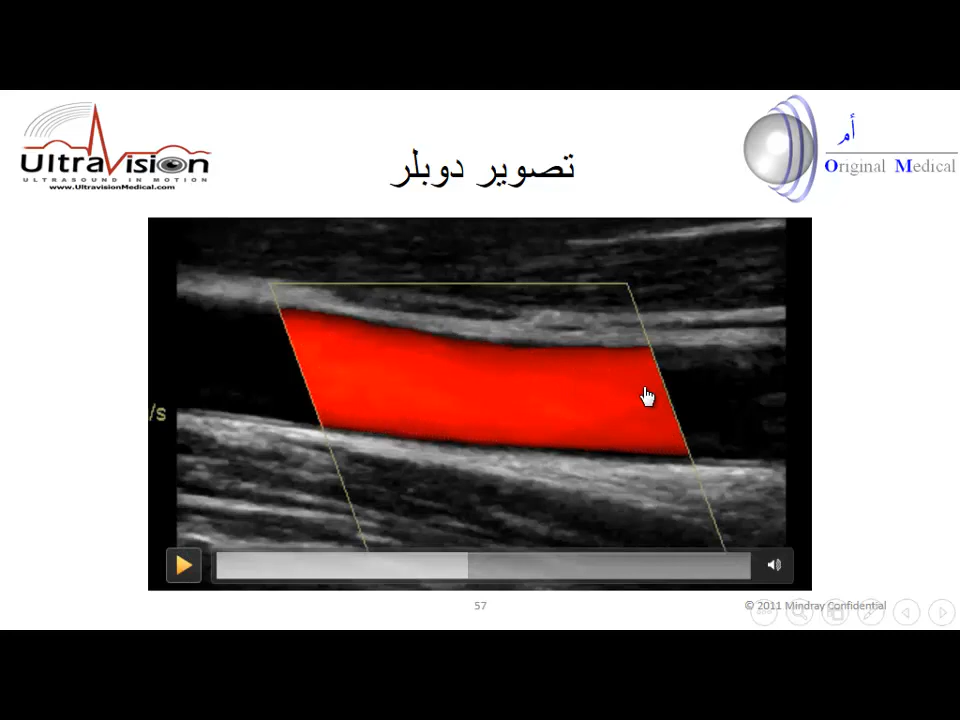 UltraVision
ULTRASOUND IN MOTION
www.UltravisionMedical.com
أم
Original Medical
تصوير دوبلر
/s
57
© 2011 Mindray Confidential